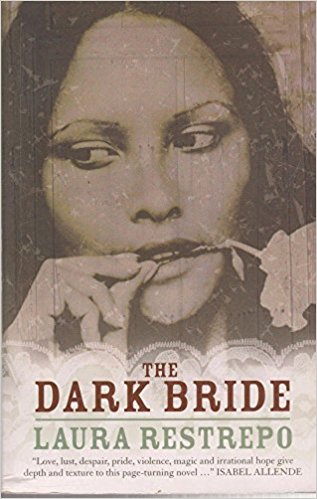 THE
DARK BRIDE
LAURA RESTREPO
"Love, lust, despair, pride, violence, magic and irrational hope give
depth and texture to this page-turning novel ..." ISABEL ALLENDE